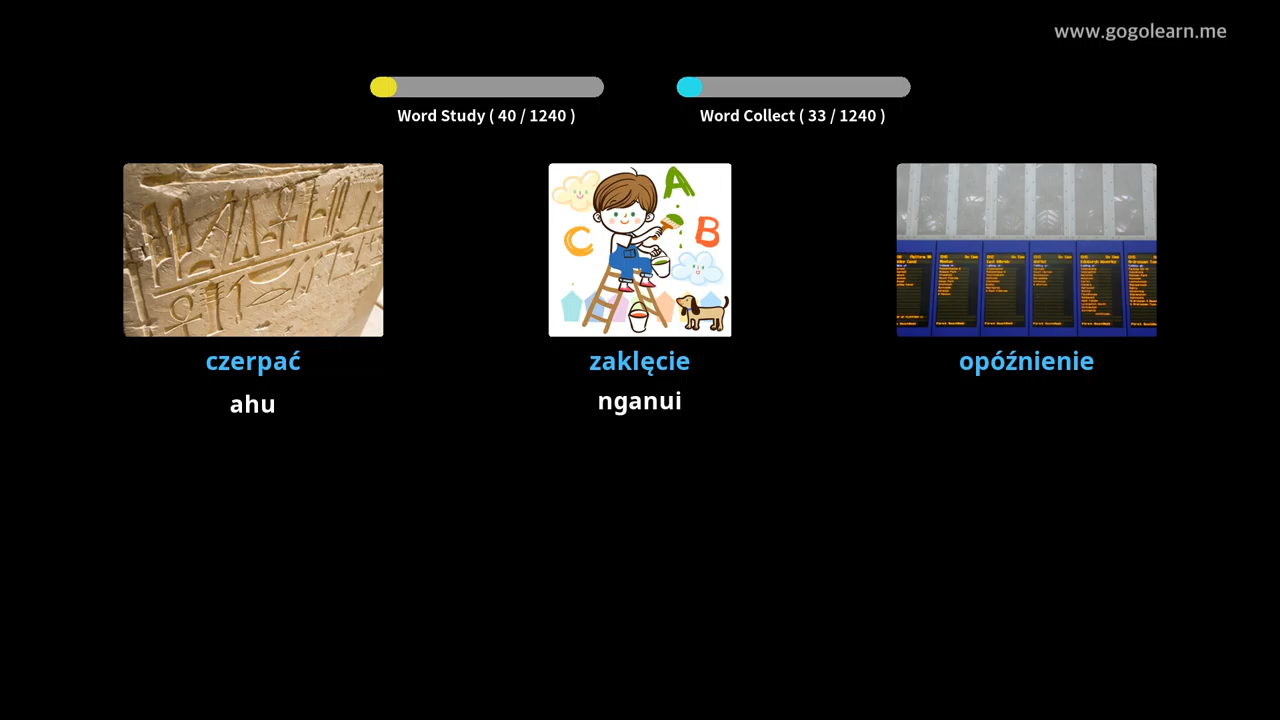 www.gogolearn.me
Word Study ( 40 / 1240 )
Word Collect ( 33 / 1240 )
A
B
C
czerpać
zaklęcie
opóźnienie
ahu
nganui